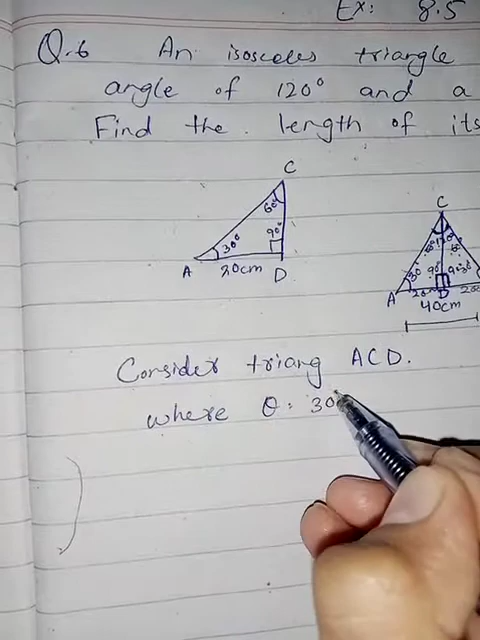 Ex: 8.5
Q.6 An isosceles triangle
angle of 120° and a
Find the length of its
C
60°
90°
30°
A 20cm D
C
30 90°
A D
40cm
Consider triang ACD.
where θ: 30